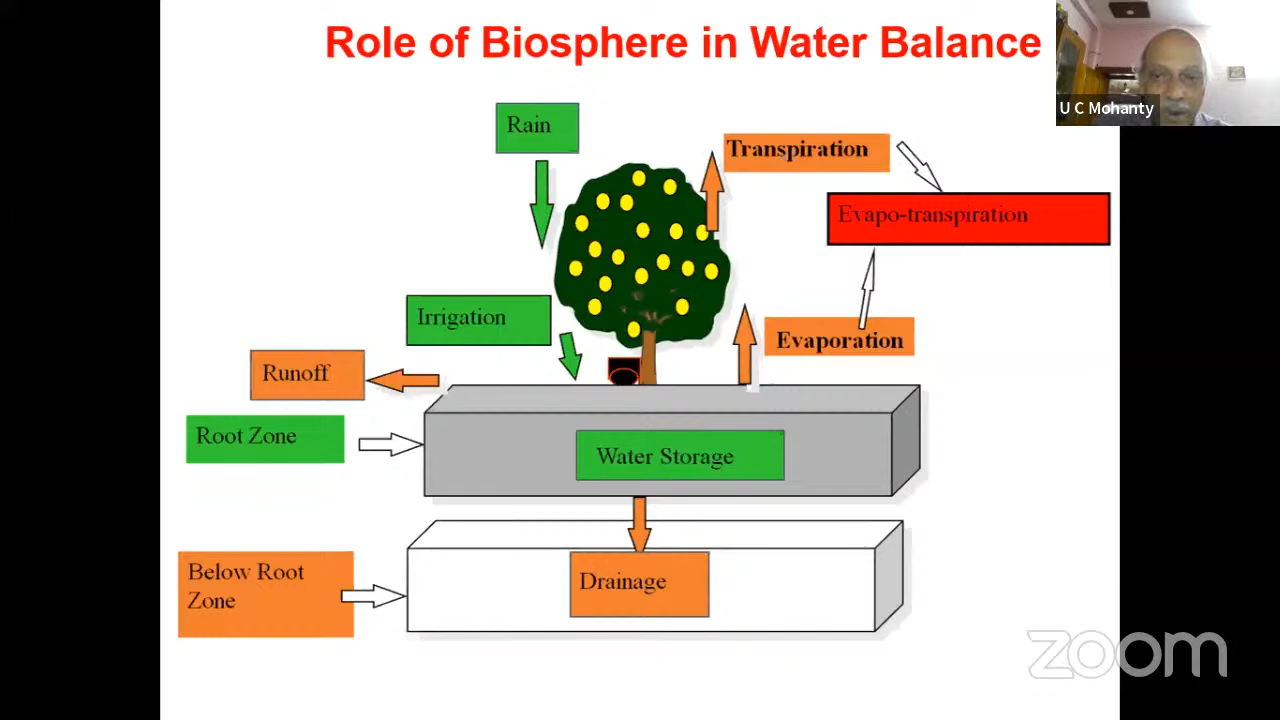 Role of Biosphere in Water Balance
U C Mohanty
Rain
Transpiration
Evapo-transpiration
Irrigation
Evaporation
Runoff
Root Zone
Water Storage
Below Root
Zone
Drainage
zoom